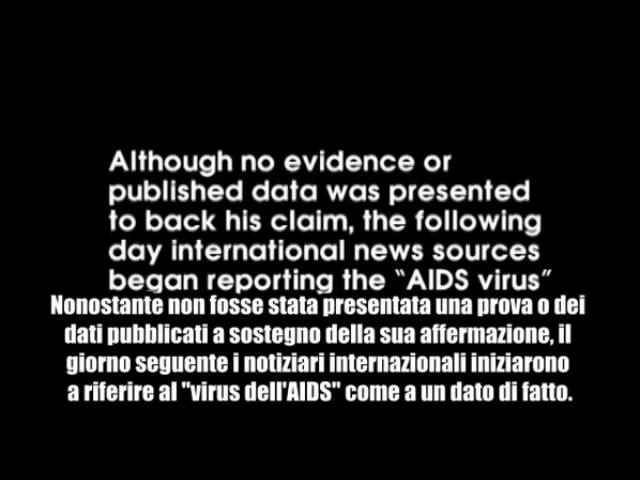 Although no evidence or
published data was presented
to back his claim, the following
day international news sources
began reporting the “AIDS virus”
Nonostante non fosse stata presentata una prova o dei
dati pubblicati a sostegno della sua affermazione, il
giorno seguente i notiziari internazionali iniziarono
a riferire al "virus dell'AIDS" come a un dato di fatto.